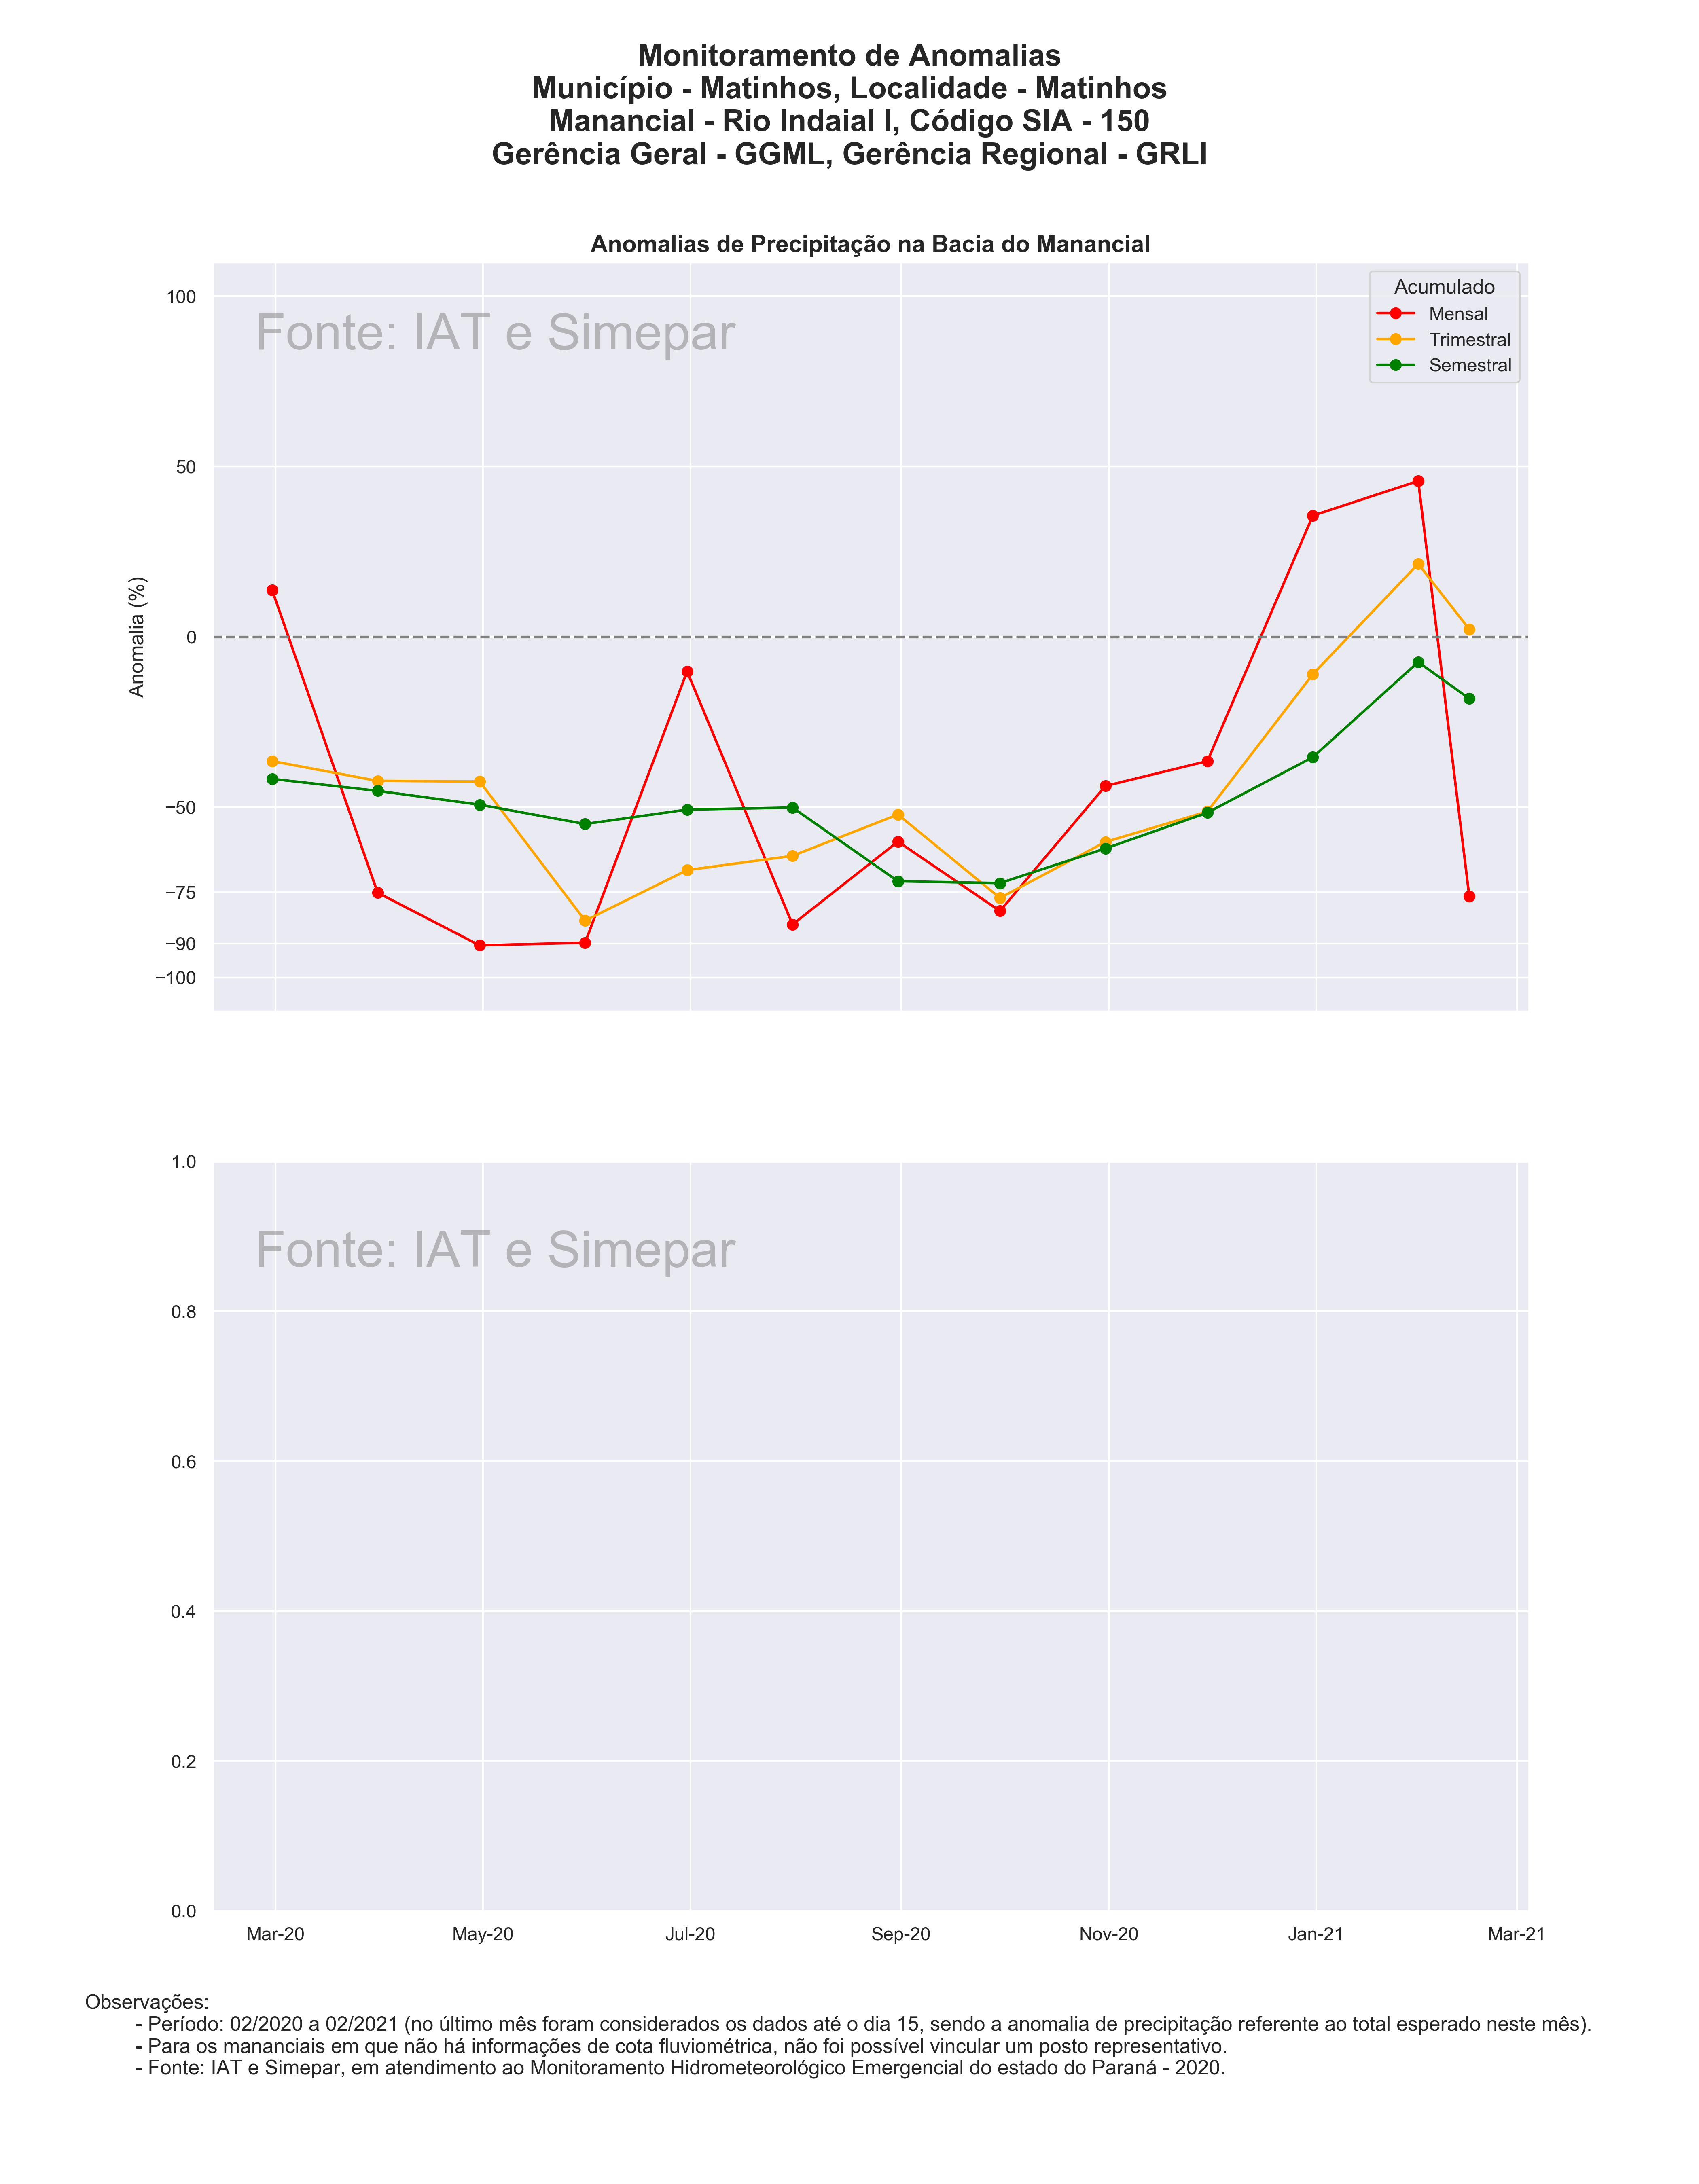 Monitoramento de Anomalias
Município - Matinhos, Localidade - Matinhos
Manancial - Rio Indaial I, Código SIA - 150
Gerência Geral - GGML, Gerência Regional - GRLI
Anomalias de Precipitação na Bacia do Manancial
Fonte: IAT e Simepar
Acumulado
Mensal
Trimestral
Semestral
Anomalia (%)
100
50
0
−50
−75
−90
−100
Fonte: IAT e Simepar
1.0
0.8
0.6
0.4
0.2
0.0
Mar-20 May-20 Jul-20 Sep-20 Nov-20 Jan-21 Mar-21
Observações:
- Período: 02/2020 a 02/2021 (no último mês foram considerados os dados até o dia 15, sendo a anomalia de precipitação referente ao total esperado neste mês).
- Para os mananciais em que não há informações de cota fluviométrica, não foi possível vincular um posto representativo.
- Fonte: IAT e Simepar, em atendimento ao Monitoramento Hidrometeorológico Emergencial do estado do Paraná - 2020.